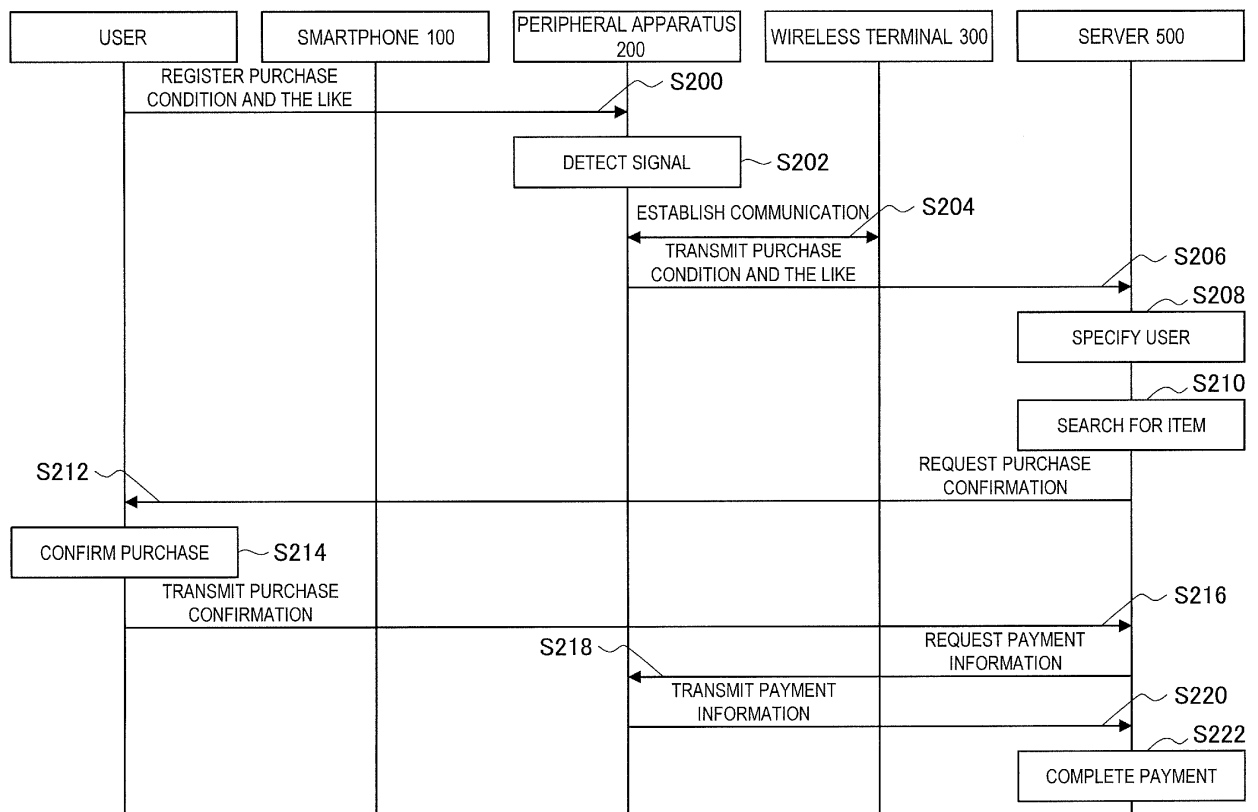 USER
SMARTPHONE 100
PERIPHERAL APPARATUS
200
WIRELESS TERMINAL 300
SERVER 500
REGISTER PURCHASE
CONDITION AND THE LIKE
S200
DETECT SIGNAL
S202
ESTABLISH COMMUNICATION
S204
TRANSMIT PURCHASE
CONDITION AND THE LIKE
S206
S208
SPECIFY USER
S210
SEARCH FOR ITEM
S212
REQUEST PURCHASE
CONFIRMATION
CONFIRM PURCHASE
S214
TRANSMIT PURCHASE
CONFIRMATION
S216
S218
REQUEST PAYMENT
INFORMATION
TRANSMIT PAYMENT
INFORMATION
S220
S222
COMPLETE PAYMENT